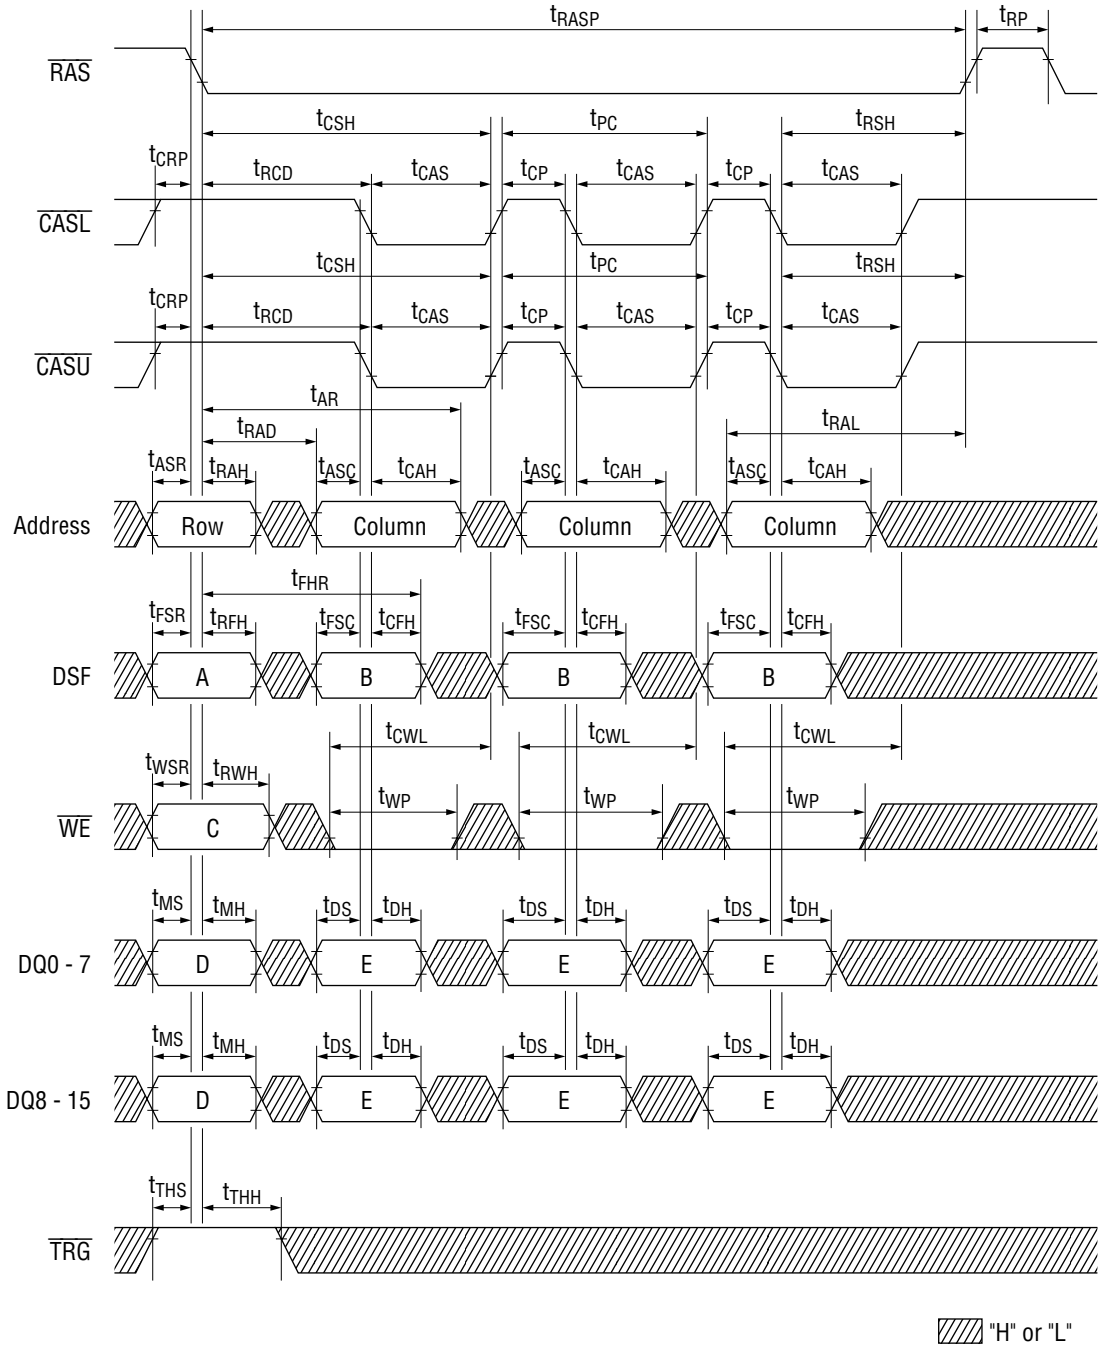 tRASP tRP
RAS
tCSH tPC tRSH
tCRP tRCD tCAS tCP tCAS tCP tCAS
CASL
tCSH tPC tRSH
tCRP tRCD tCAS tCP tCAS tCP tCAS
CASU
tAR
tRAD tRAL
tASR tRAH tASC tCAH tASC tCAH tASC tCAH
Address Row Column Column Column
tFHR
tFSR tRFH tFSC tCFH tFSC tCFH tFSC tCFH
DSF A B B B
tCWL tCWL tCWL
tWSR tRWH tWP tWP tWP
WE C
tMS tMH tDS tDH tDS tDH tDS tDH
DQ0 - 7 D E E E
tMS tMH tDS tDH tDS tDH tDS tDH
DQ8 - 15 D E E E
tTHS tTHH
TRG
"H" or "L"